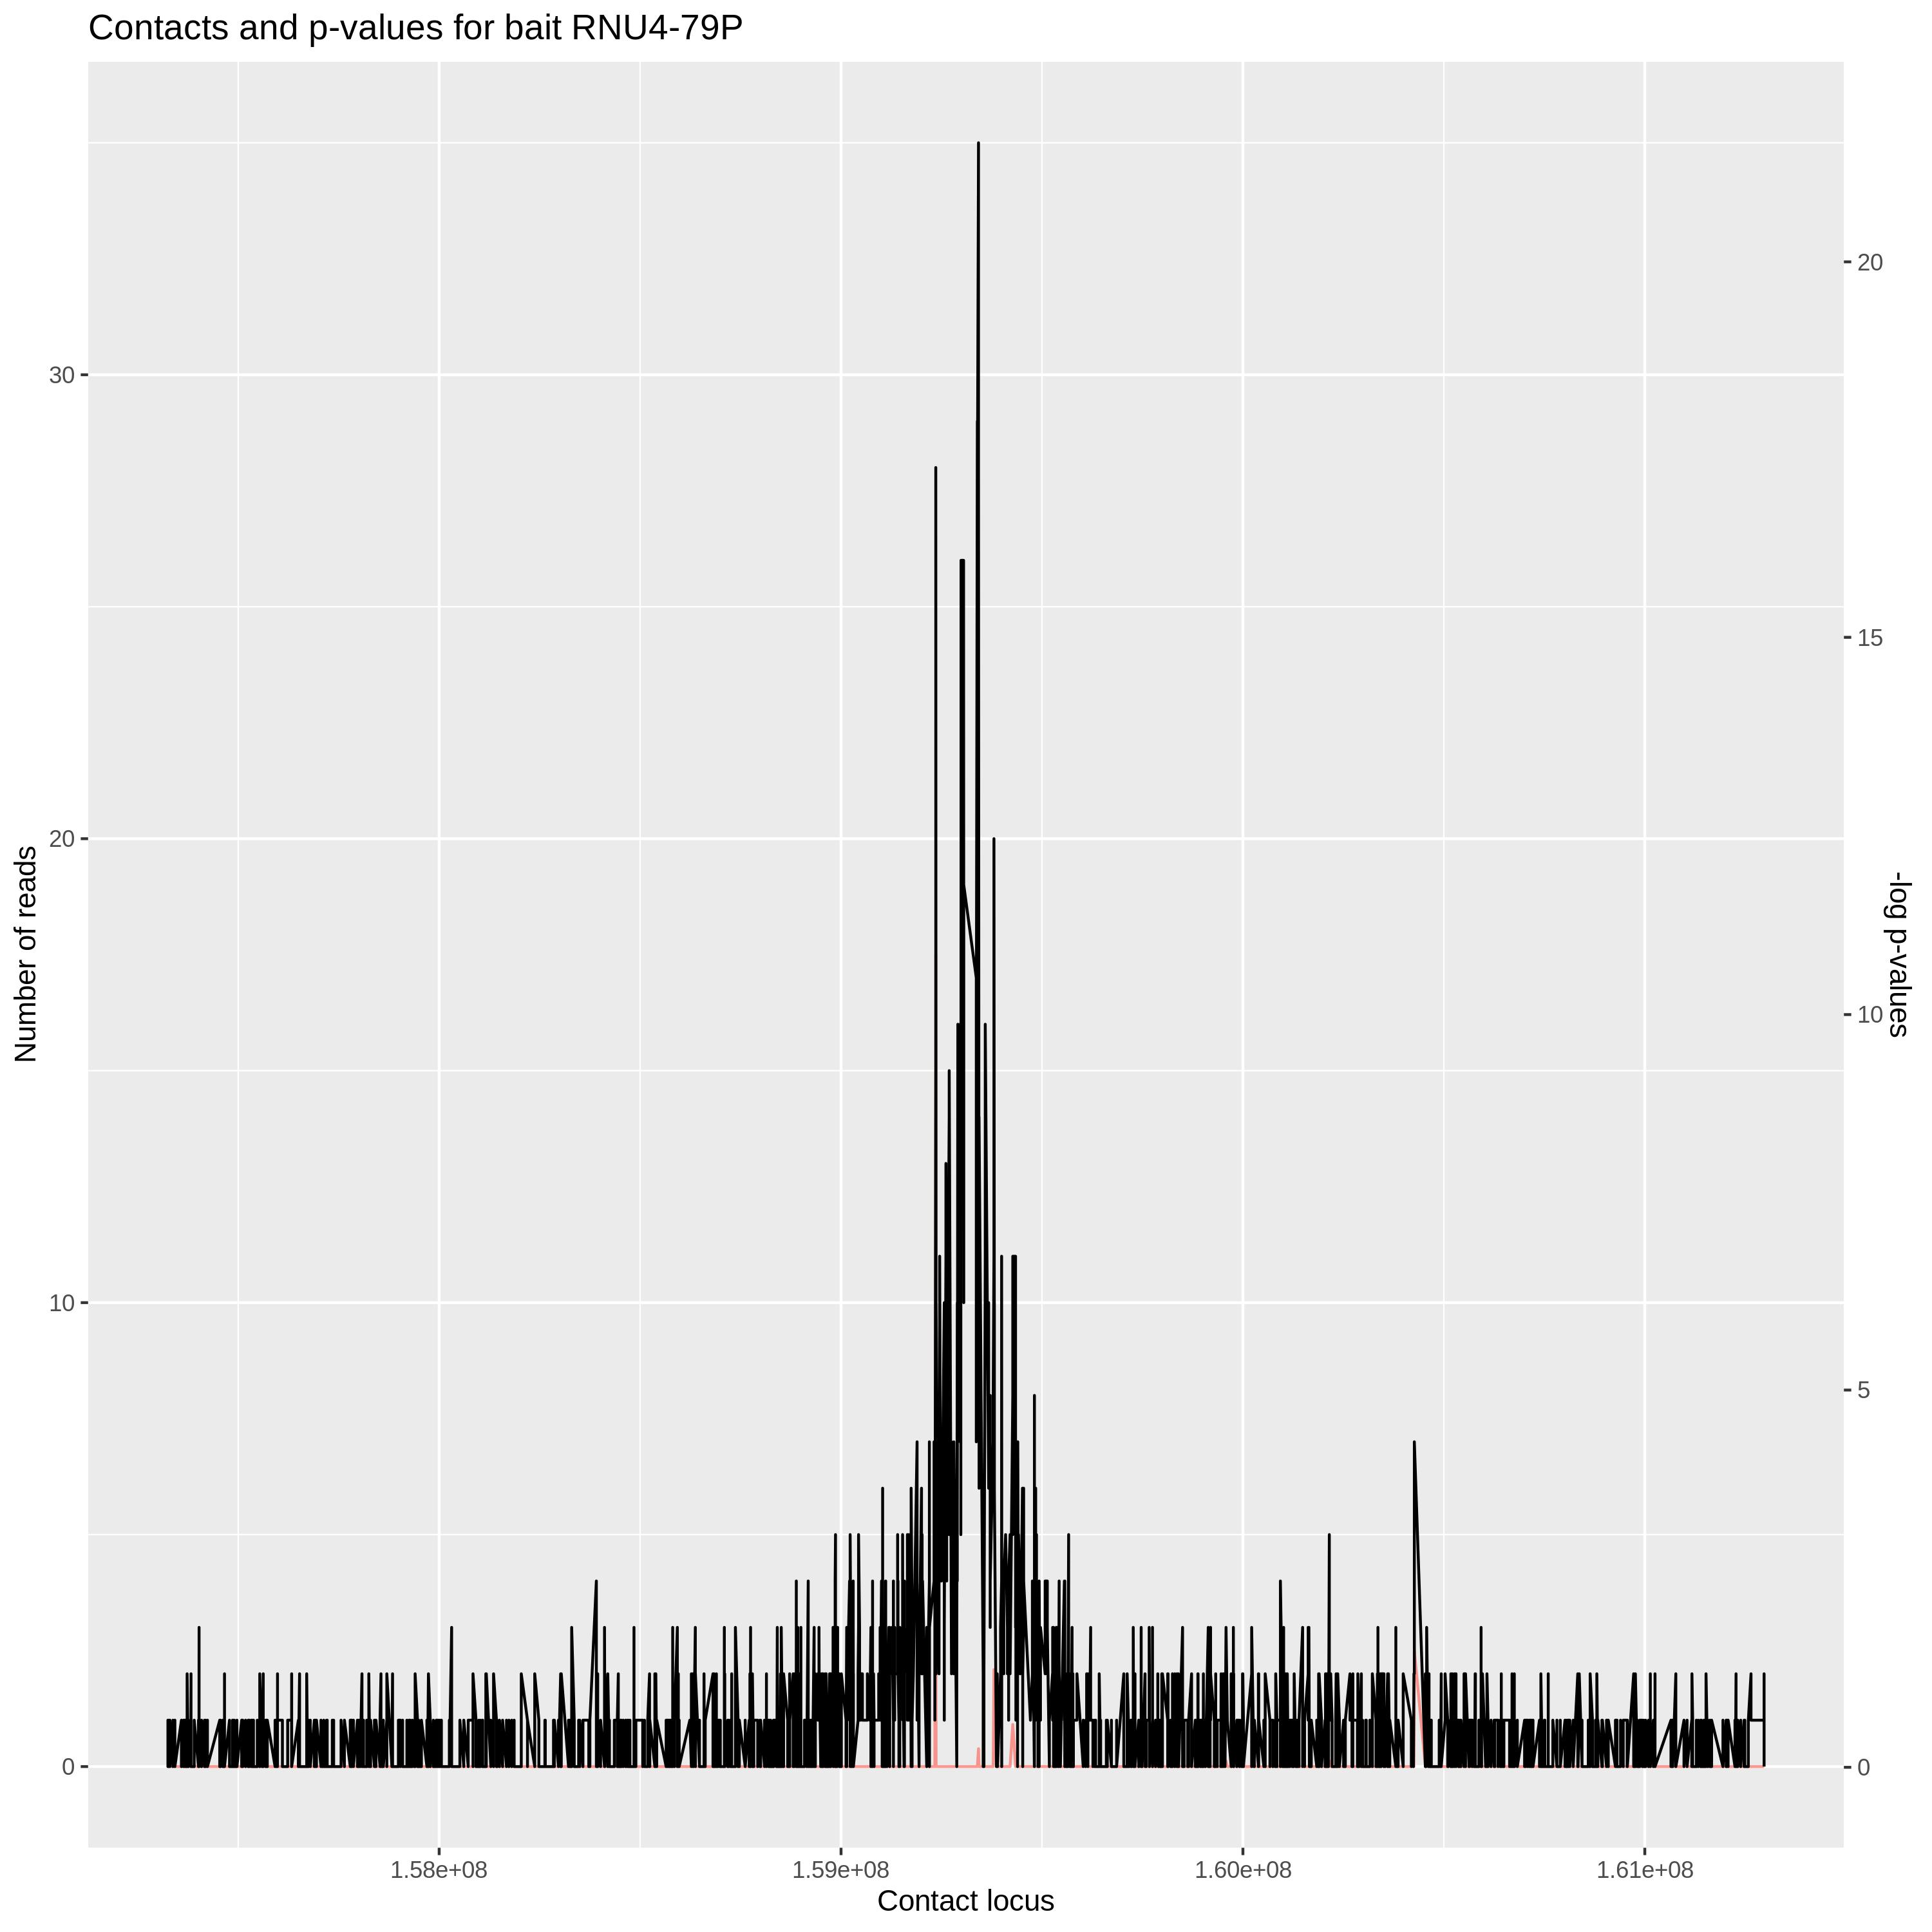 Contacts and p-values for bait RNU4-79P
Number of reads
30
20
10
0
20
15
10
5
0
-log p-values
1.58e+08 1.59e+08 1.60e+08 1.61e+08
Contact locus